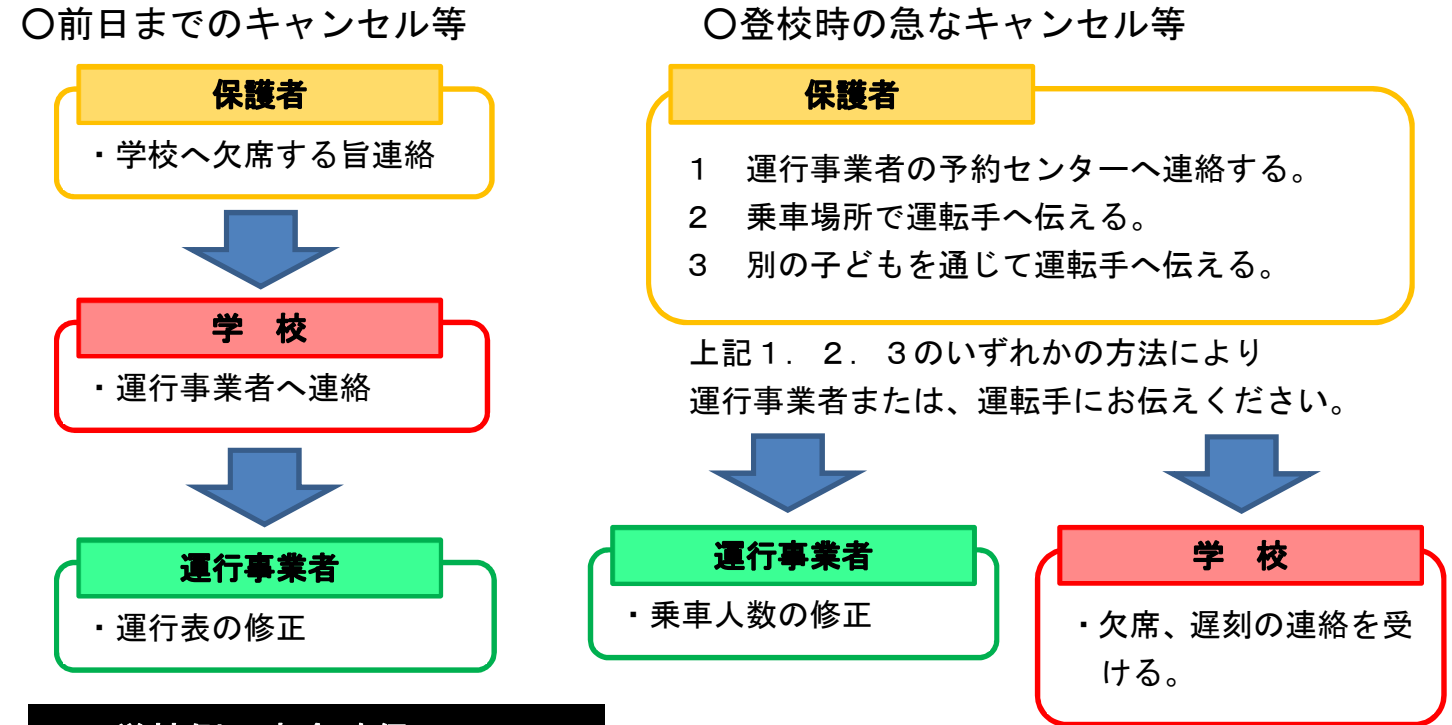 〇前日までのキャンセル等
保護者
・学校へ欠席する旨連絡
学　校
・運行事業者へ連絡
運行事業者
・運行表の修正
〇登校時の急なキャンセル等
保護者
1　運行事業者の予約センターへ連絡する。
2　乗車場所で運転手へ伝える。
3　別の子どもを通じて運転手へ伝える。
上記１．２．３のいずれかの方法により
運行事業者または、運転手にお伝えください。
運行事業者
・乗車人数の修正
学　校
・欠席、遅刻の連絡を受
ける。